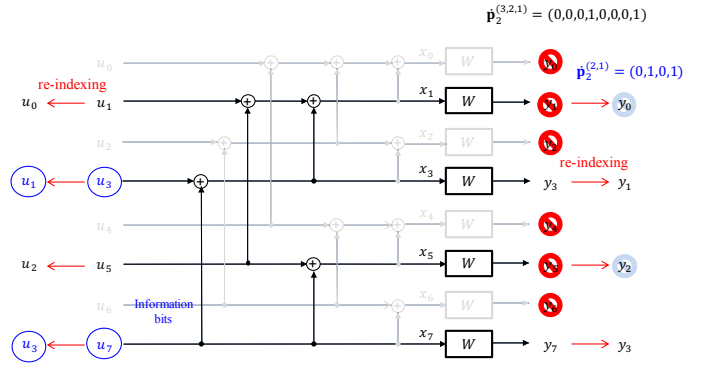 ṗ₂^(3,2,1) = (0,0,0,1,0,0,0,1)
u₀ x₀ W y₀
ṗ₂^(2,1) = (0,1,0,1)
re-indexing
u₀ u₁ x₁ W y₁ y₀
u₂ x₂ W y₂
re-indexing
u₁ u₃ x₃ W y₃ y₁
u₄ x₄ W y₄
u₂ u₅ x₅ W y₅ y₂
u₆ x₆ W y₆
Information
bits
u₃ u₇ x₇ W y₇ y₃